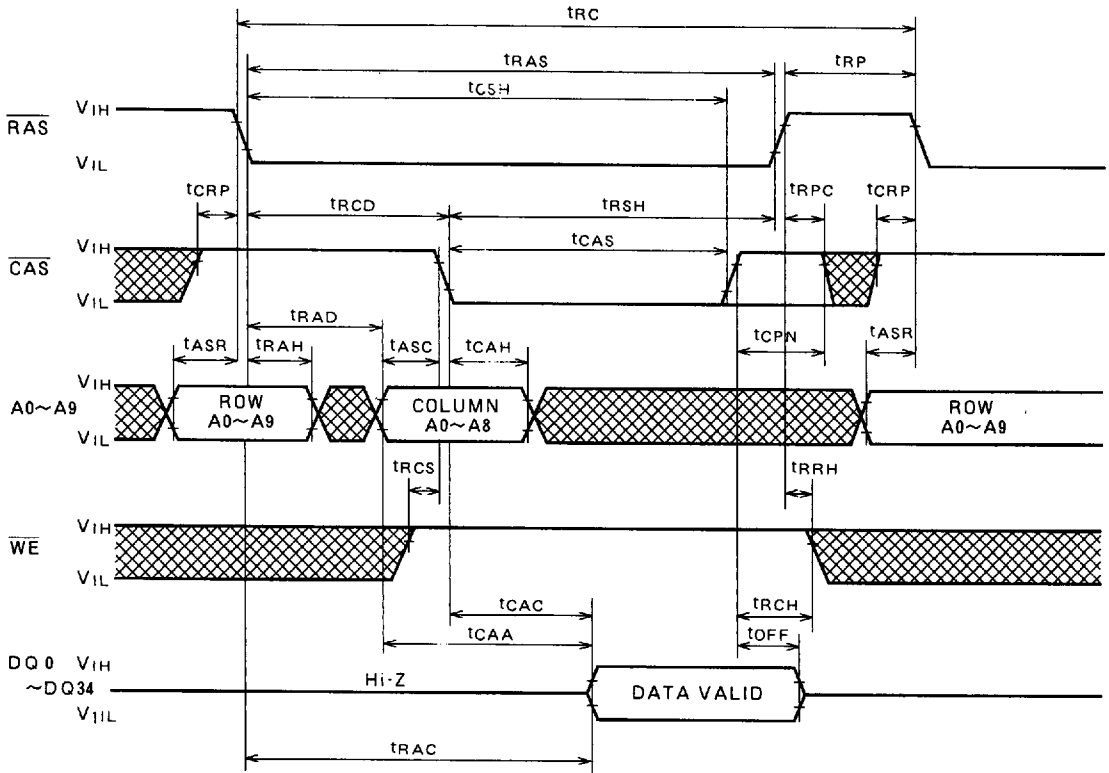 tRC
tRAS
tRP
tCSH
RAS
VIH
VIL
tCRP
tRCD
tRSH
tRPC
tCRP
CAS
VIH
VIL
tCAS
tRAD
tCPN
tASR
tRAH
tASC
tCAH
tASR
A0~A9
VIH
VIL
ROW
A0~A9
COLUMN
A0~A8
ROW
A0~A9
tRCS
tRRH
WE
VIH
VIL
tCAC
tRCH
tCAA
tOFF
DQ0 VIH
~DQ34
V1IL
Hi-Z
DATA VALID
tRAC